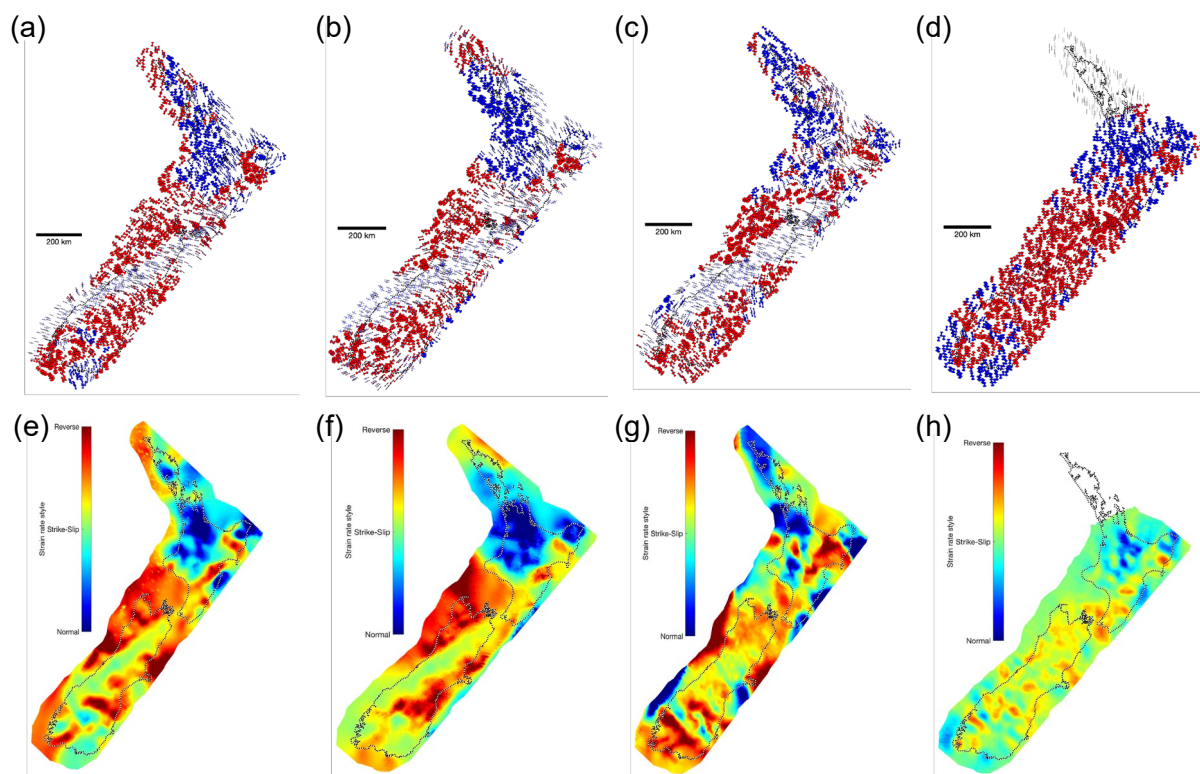 (a)
(b)
(c)
(d)
200 km
200 km
200 km
200 km
(e)
(f)
(g)
(h)
Reverse
Strike-Slip
Normal
Strain rate style
Reverse
Strike-Slip
Normal
Strain rate style
Reverse
Strike-Slip
Normal
Strain rate style
Reverse
Strike-Slip
Normal
Strain rate style